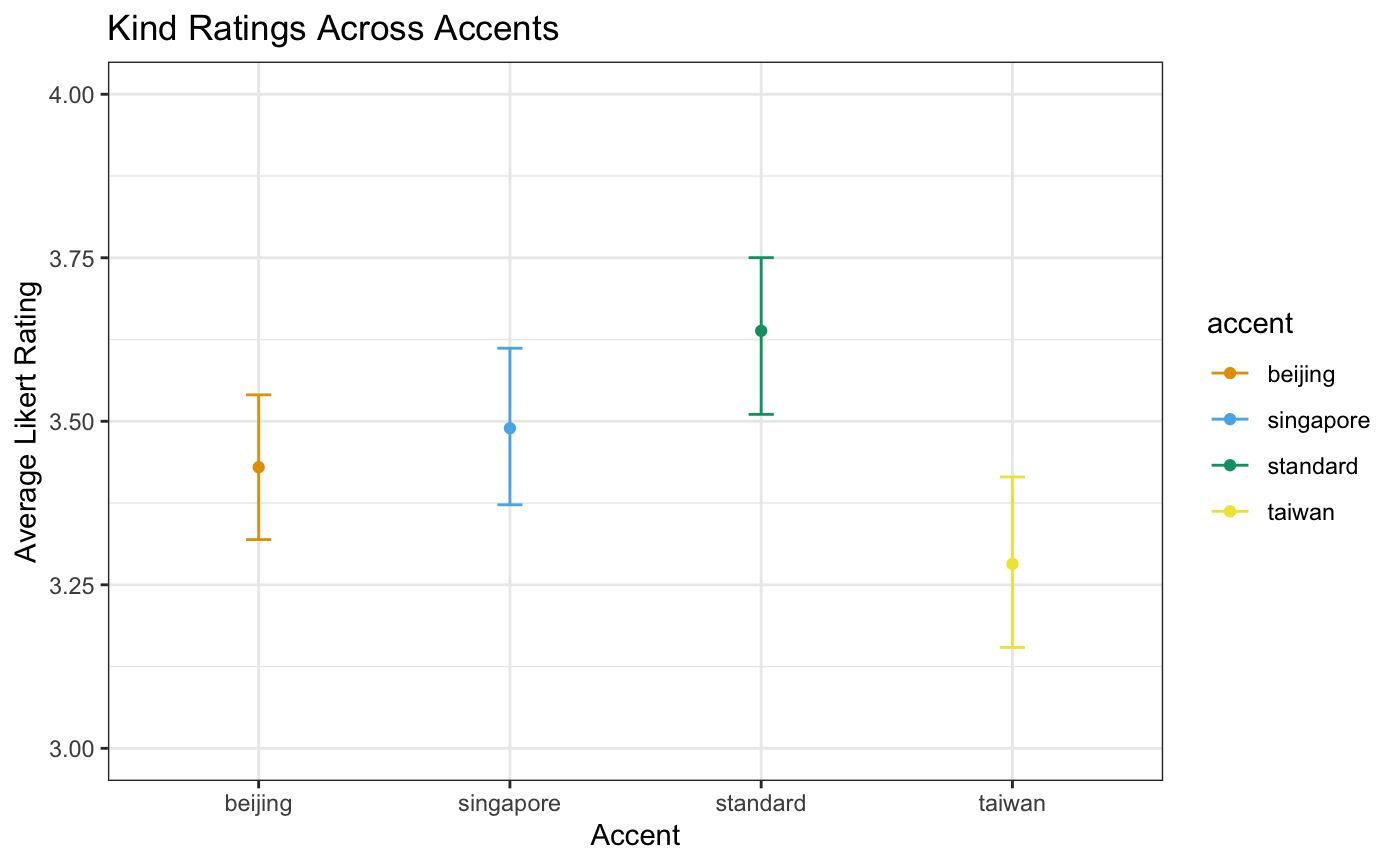 Kind Ratings Across Accents
Average Likert Rating
4.00
3.75
3.50
3.25
3.00
beijing singapore standard taiwan
Accent
accent
beijing
singapore
standard
taiwan